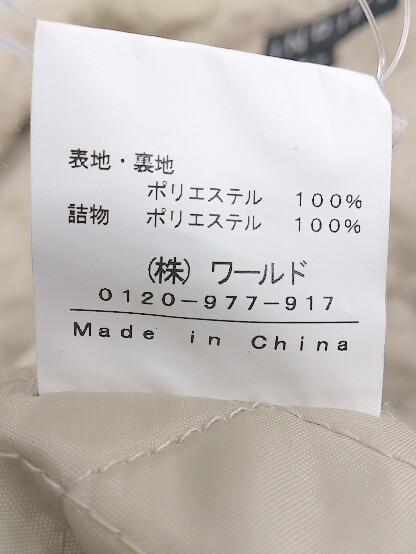 表地・裏地
ポリエステル 100%
詰物 ポリエステル 100%
(株) ワールド
0120-977-917
Made in China